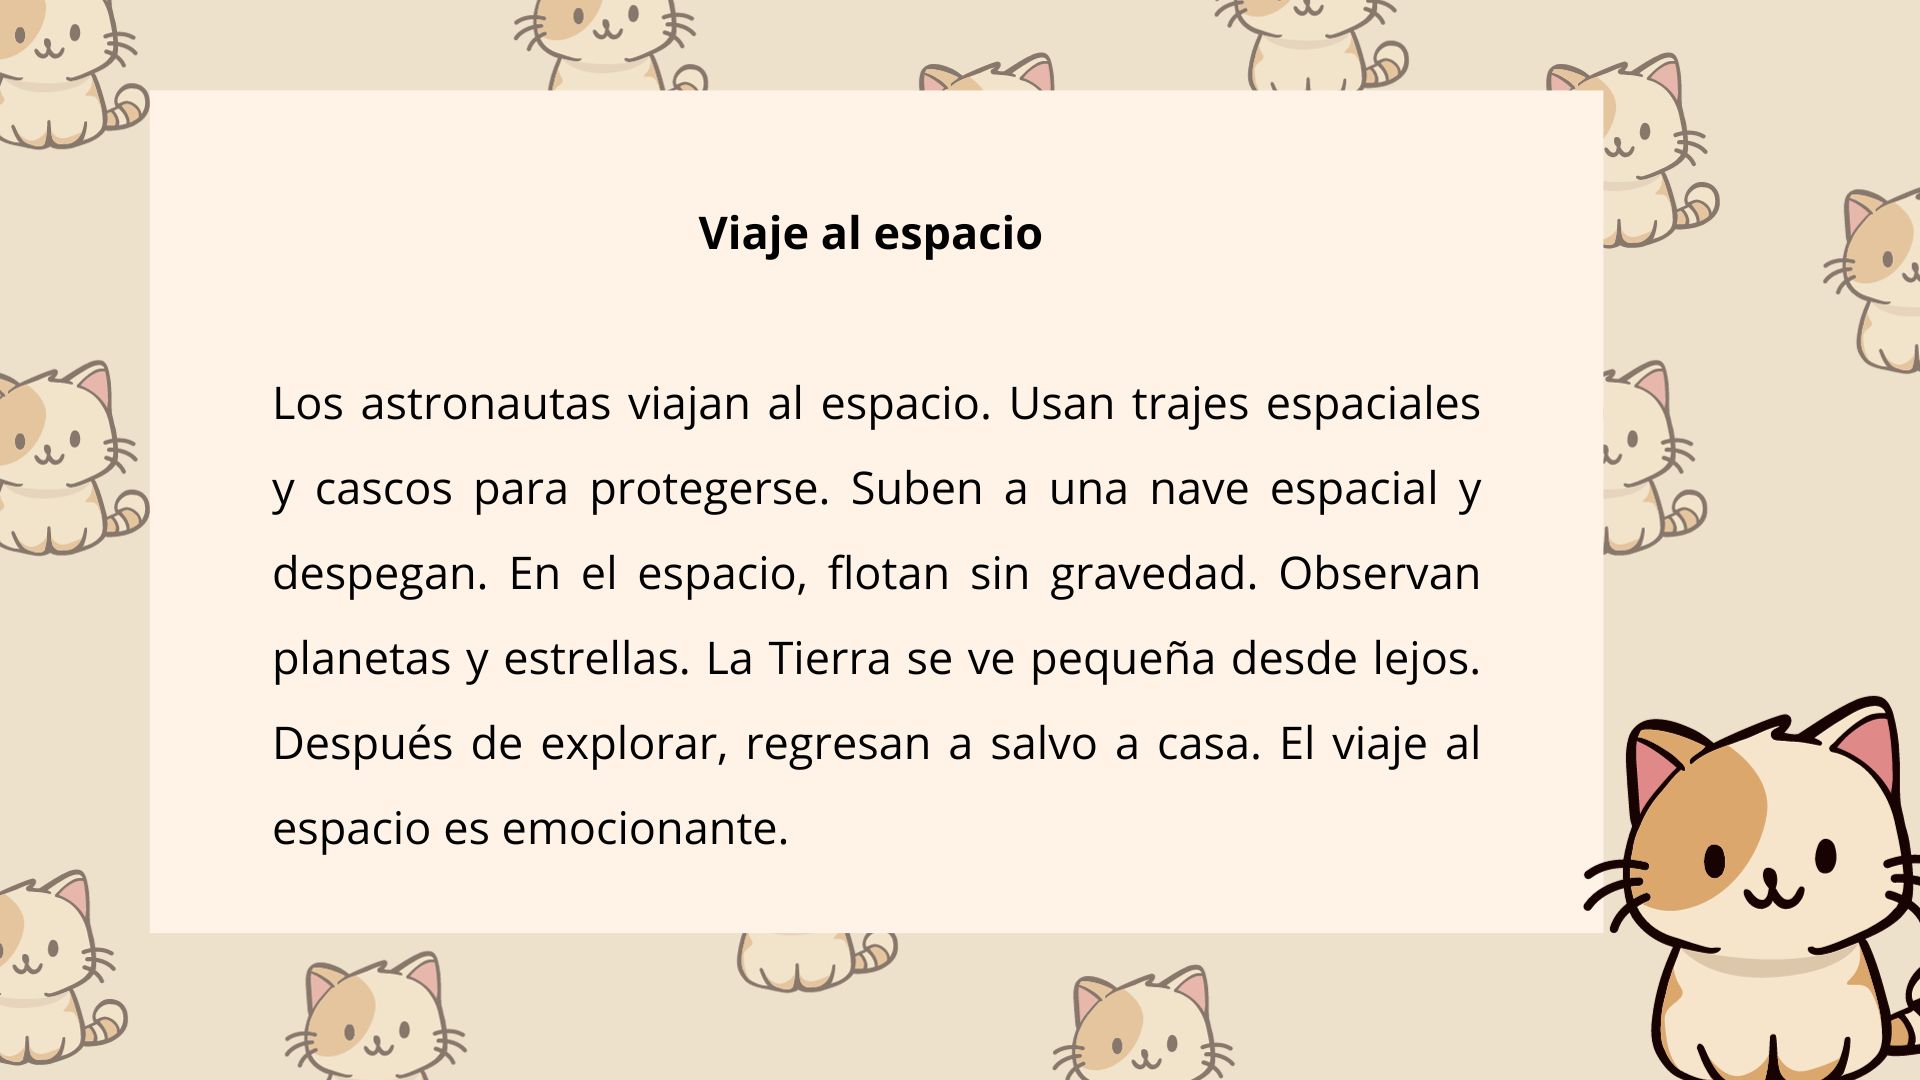 Viaje al espacio
Los astronautas viajan al espacio. Usan trajes espaciales
y cascos para protegerse. Suben a una nave espacial y
despegan. En el espacio, flotan sin gravedad. Observan
planetas y estrellas. La Tierra se ve pequeña desde lejos.
Después de explorar, regresan a salvo a casa. El viaje al
espacio es emocionante.